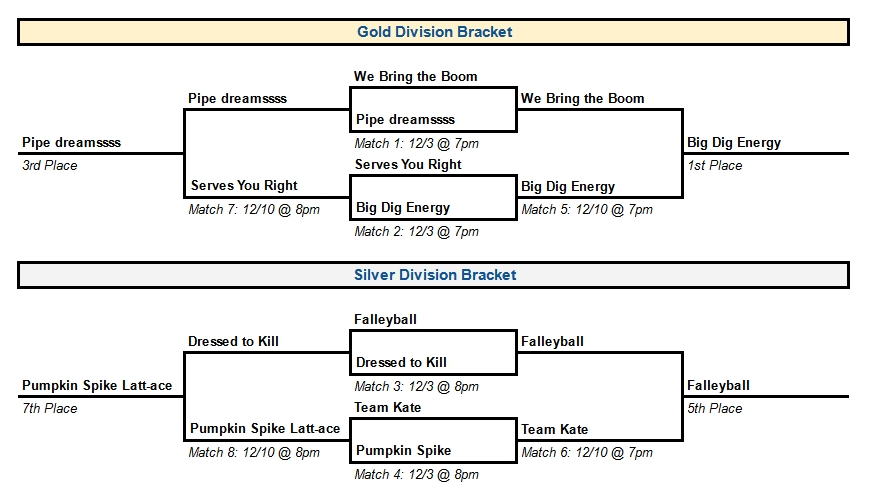 Gold Division Bracket
We Bring the Boom
Pipe dreamssss
We Bring the Boom
Pipe dreamssss
Pipe dreamssss
Big Dig Energy
Match 1: 12/3 @ 7pm
3rd Place
Serves You Right
1st Place
Serves You Right
Big Dig Energy
Big Dig Energy
Match 7: 12/10 @ 8pm
Match 5: 12/10 @ 7pm
Match 2: 12/3 @ 7pm
Silver Division Bracket
Falleyball
Dressed to Kill
Falleyball
Dressed to Kill
Pumpkin Spike Latt-ace
Falleyball
Match 3: 12/3 @ 8pm
7th Place
Team Kate
5th Place
Pumpkin Spike Latt-ace
Team Kate
Pumpkin Spike
Match 8: 12/10 @ 8pm
Match 6: 12/10 @ 7pm
Match 4: 12/3 @ 8pm